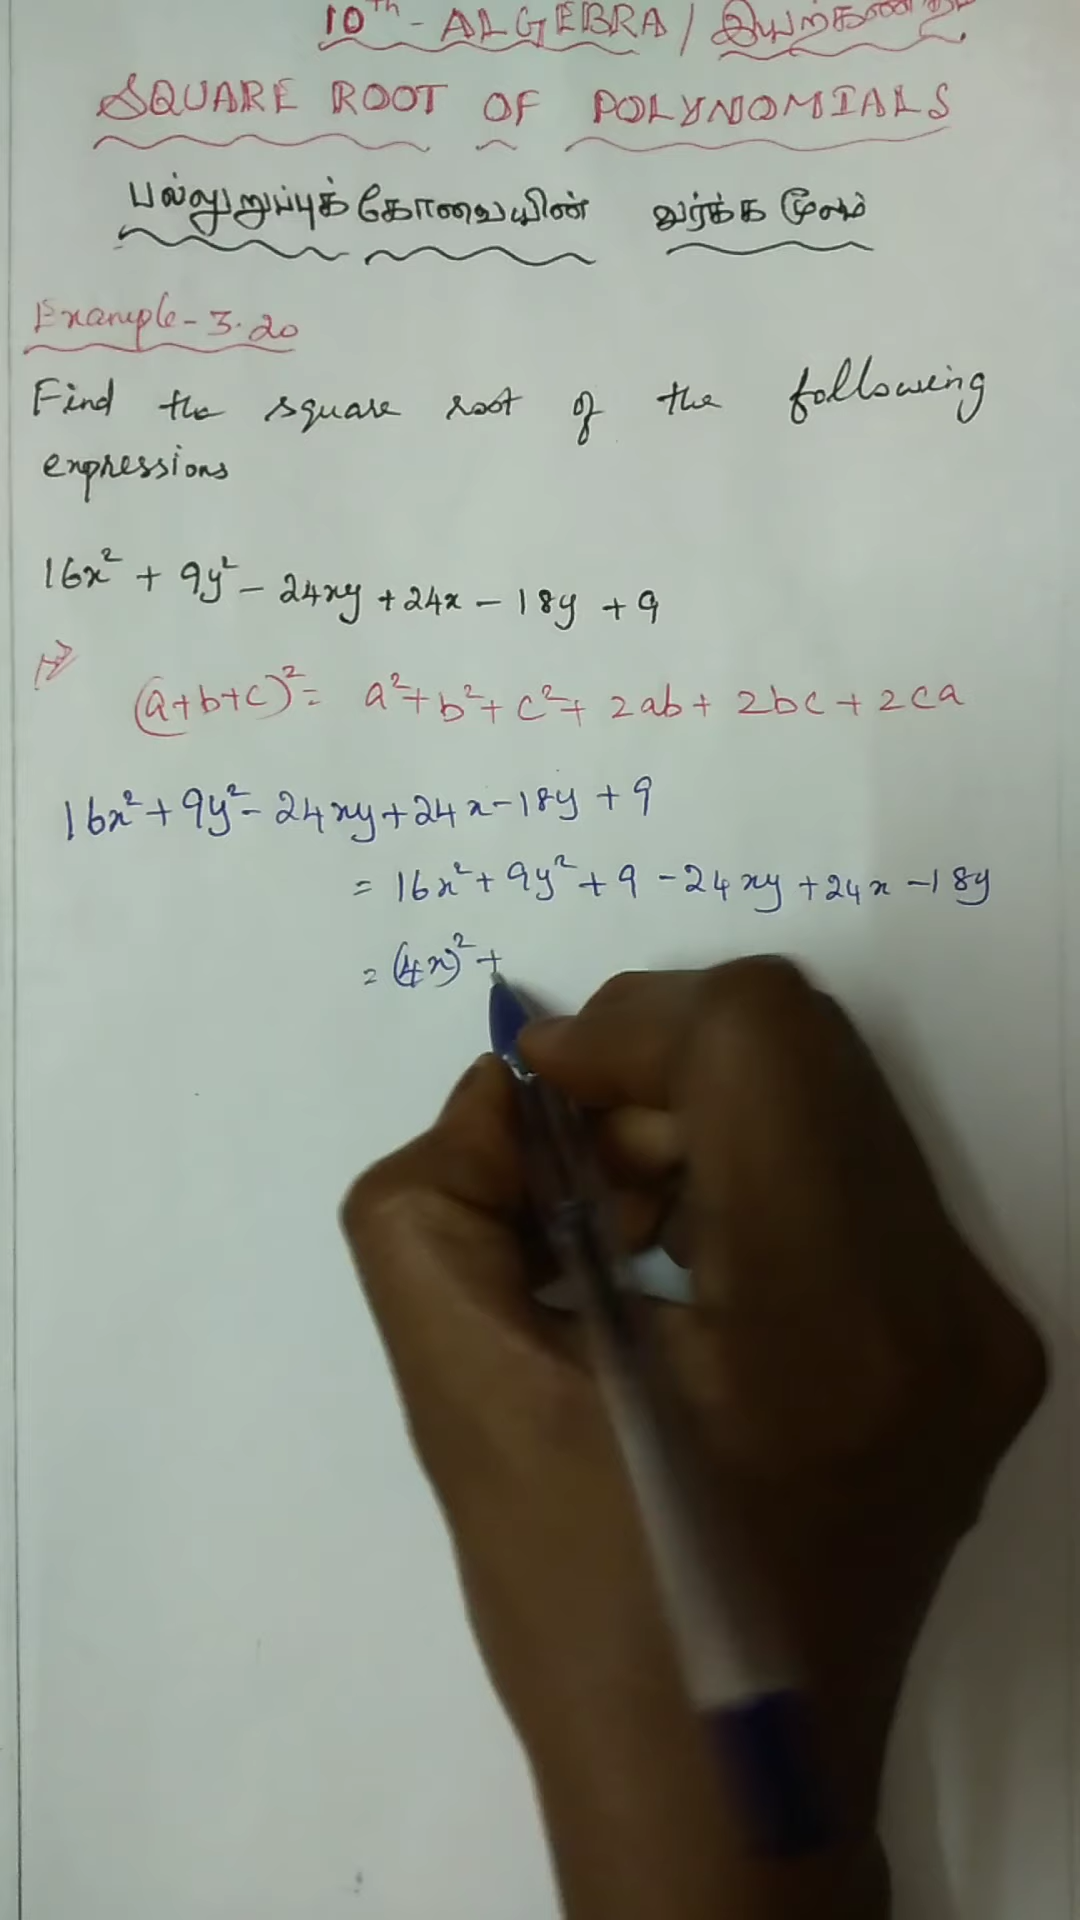 10th - ALGEBRA / இயற்கணிதம்
SQUARE ROOT OF POLYNOMIALS
பல்லுறுப்புக்கோவையின் வர்க்க மூலம்
Example - 3.20
Find the square root of the following
expressions
16x² + 9y² - 24xy + 24x - 18y + 9
(a+b+c)² = a² + b² + c² + 2ab + 2bc + 2ca
16x² + 9y² - 24xy + 24x - 18y + 9
= 16x² + 9y² + 9 - 24xy + 24x - 18y
= (4x)² +